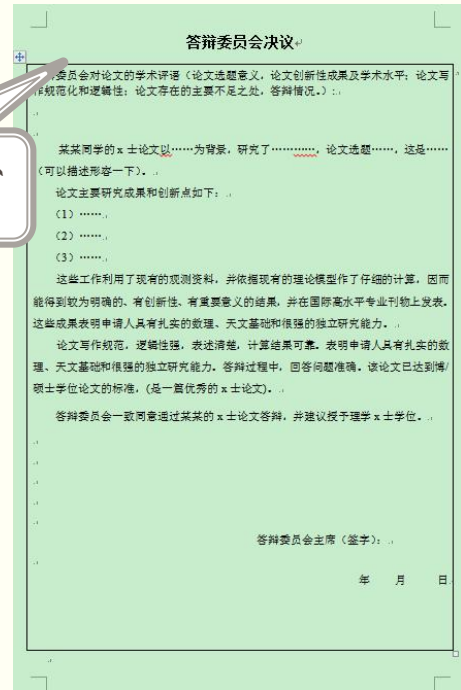 答辩委员会决议
委员会对论文的学术评语（论文选题意义，论文创新性成果及学术水平；论文写
作规范化和逻辑性；论文存在的主要不足之处，答辩情况。）：
某某同学的 x 士论文以……为背景，研究了…………，论文选题……，这是……
（可以描述形容一下）。
论文主要研究成果和创新点如下：
（1）……
（2）……
（3）……
这些工作利用了现有的观测资料，并依据现有的理论模型作了仔细的计算，因而
能得到较为明确的、有创新性、有重要意义的结果，并在国际高水平专业刊物上发表。
这些成果表明申请人具有扎实的数理、天文基础和很强的独立研究能力。
论文写作规范，逻辑性强，表述清楚，计算结果可靠。表明申请人具有扎实的数
理、天文基础和很强的独立研究能力。答辩过程中，回答问题准确。该论文已达到博/
硕士学位论文的标准，(是一篇优秀的 x 士论文)。
答辩委员会一致同意通过某某的 x 士论文答辩，并建议授予理学 x 士学位。
答辩委员会主席（签字）：
年 月 日